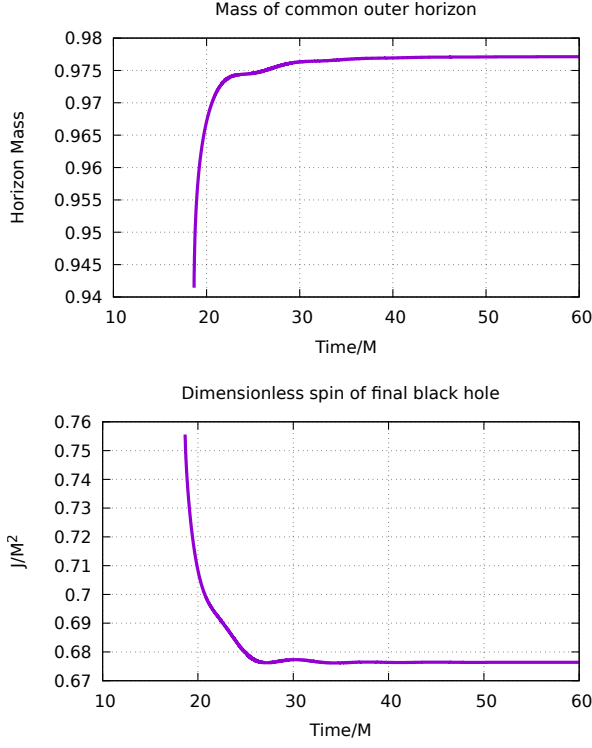 Mass of common outer horizon
0.98
0.975
0.97
0.965
0.96
0.955
0.95
0.945
0.94
Horizon Mass
10 20 30 40 50 60
Time/M
Dimensionless spin of final black hole
0.76
0.75
0.74
0.73
0.72
0.71
0.7
0.69
0.68
0.67
J/M²
10 20 30 40 50 60
Time/M